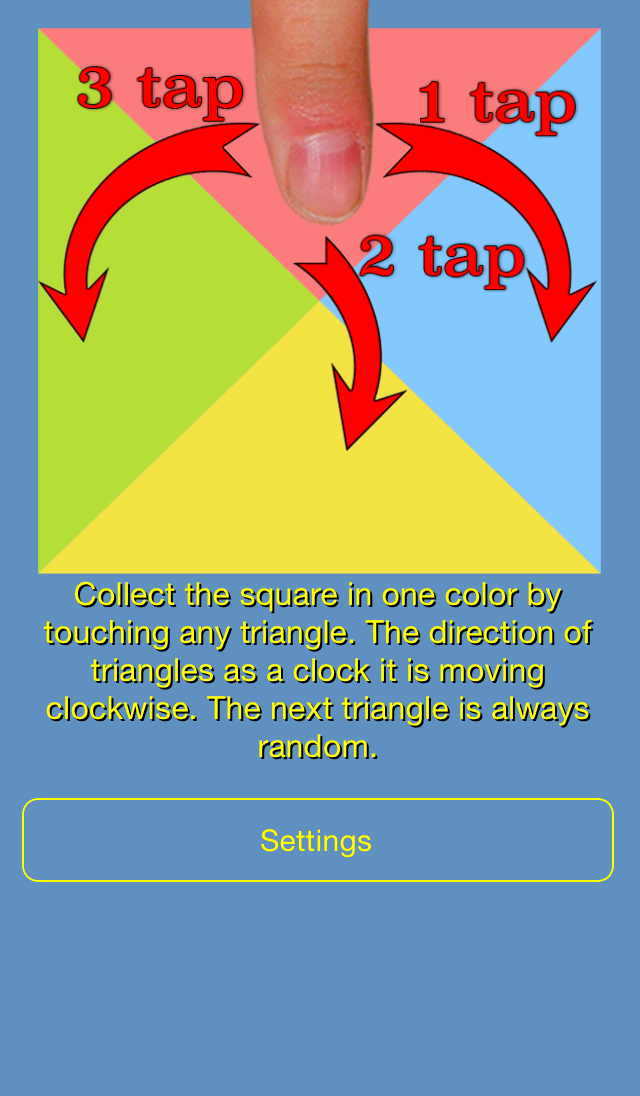 3 tap
1 tap
2 tap
Collect the square in one color by
touching any triangle. The direction of
triangles as a clock it is moving
clockwise. The next triangle is always
random.
Settings